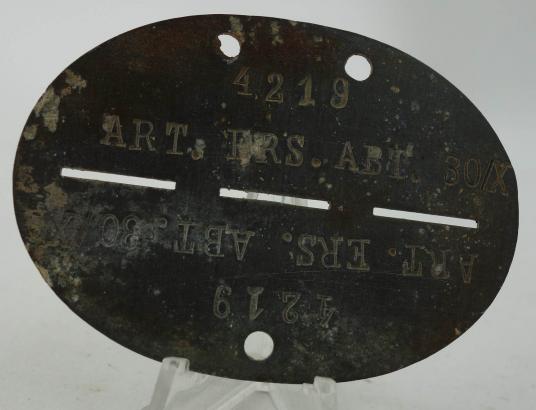 4219
ART. ERS. ABT. 30/X
ART. ERS. ABT. 30/X
4219